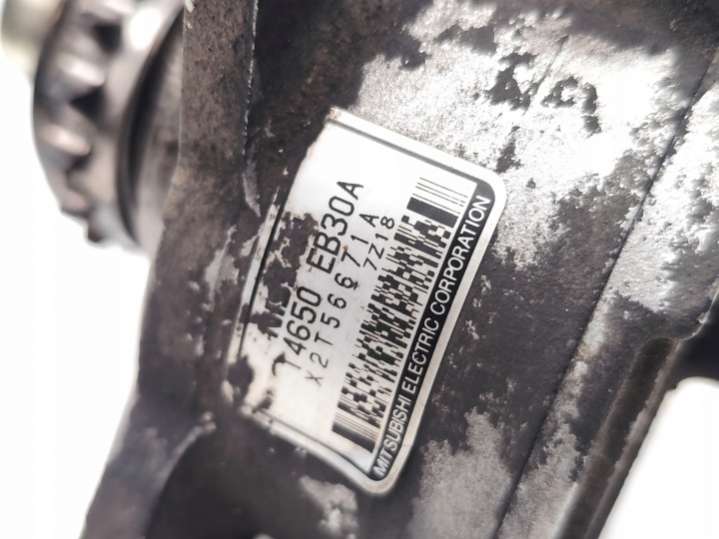 14650 EB30A
X2T56671A
7Z18
MITSUBISHI ELECTRIC CORPORATION